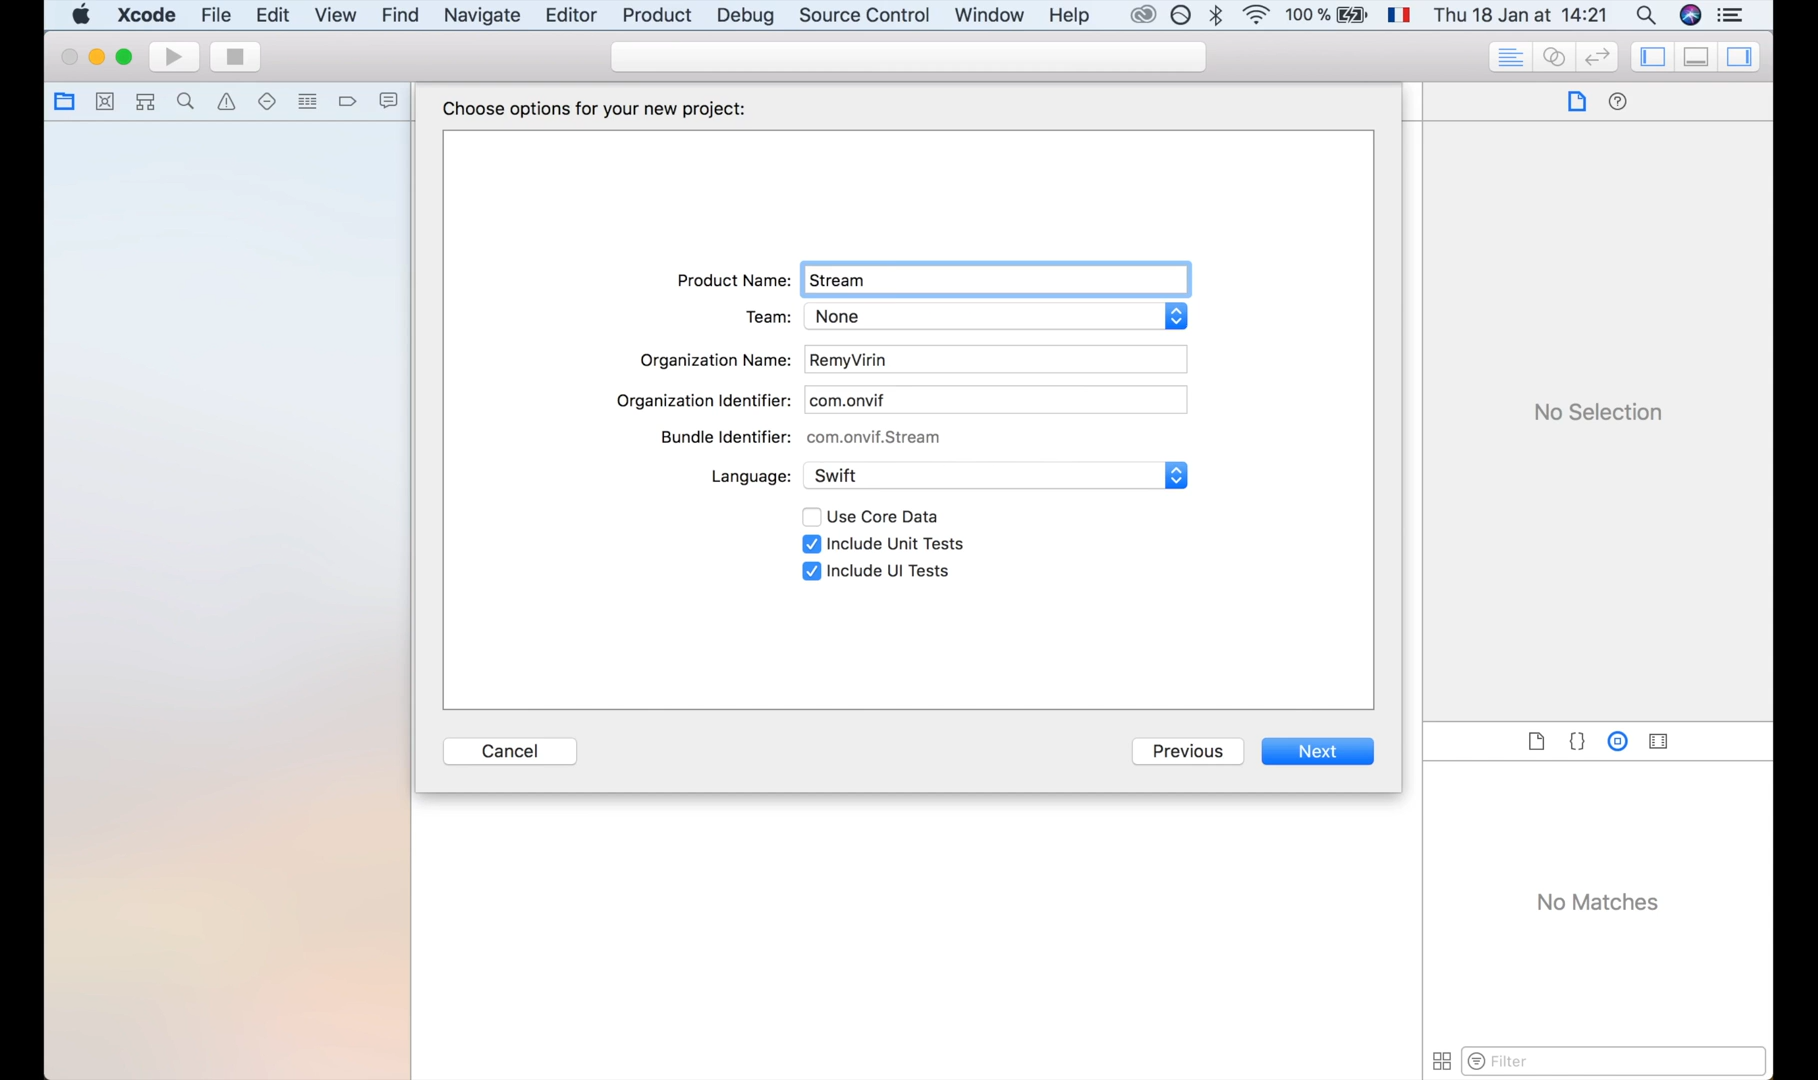 Xcode File Edit View Find Navigate Editor Product Debug Source Control Window Help 100 % Thu 18 Jan at 14:21
Choose options for your new project:
Product Name: Stream
Team: None
Organization Name: RemyVirin
Organization Identifier: com.onvif
Bundle Identifier: com.onvif.Stream
Language: Swift
Use Core Data
Include Unit Tests
Include UI Tests
Cancel Previous Next
No Selection
No Matches
Filter